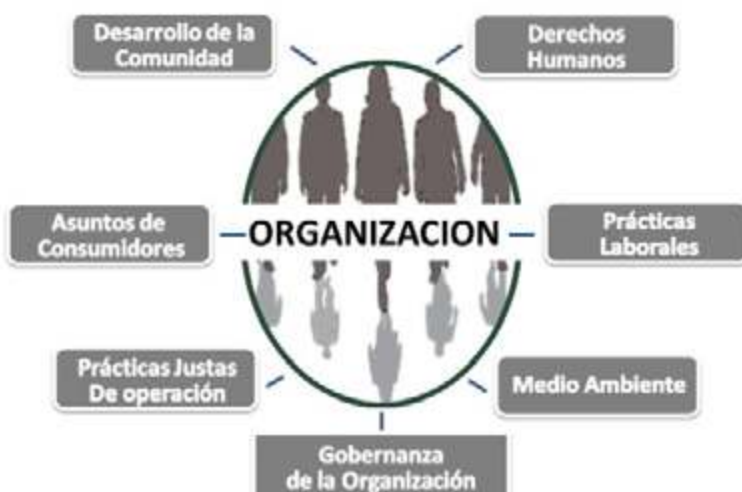 Desarrollo de la
Comunidad
Derechos
Humanos
Asuntos de
Consumidores
ORGANIZACION
Prácticas
Laborales
Prácticas Justas
De operación
Medio Ambiente
Gobernanza
de la Organización